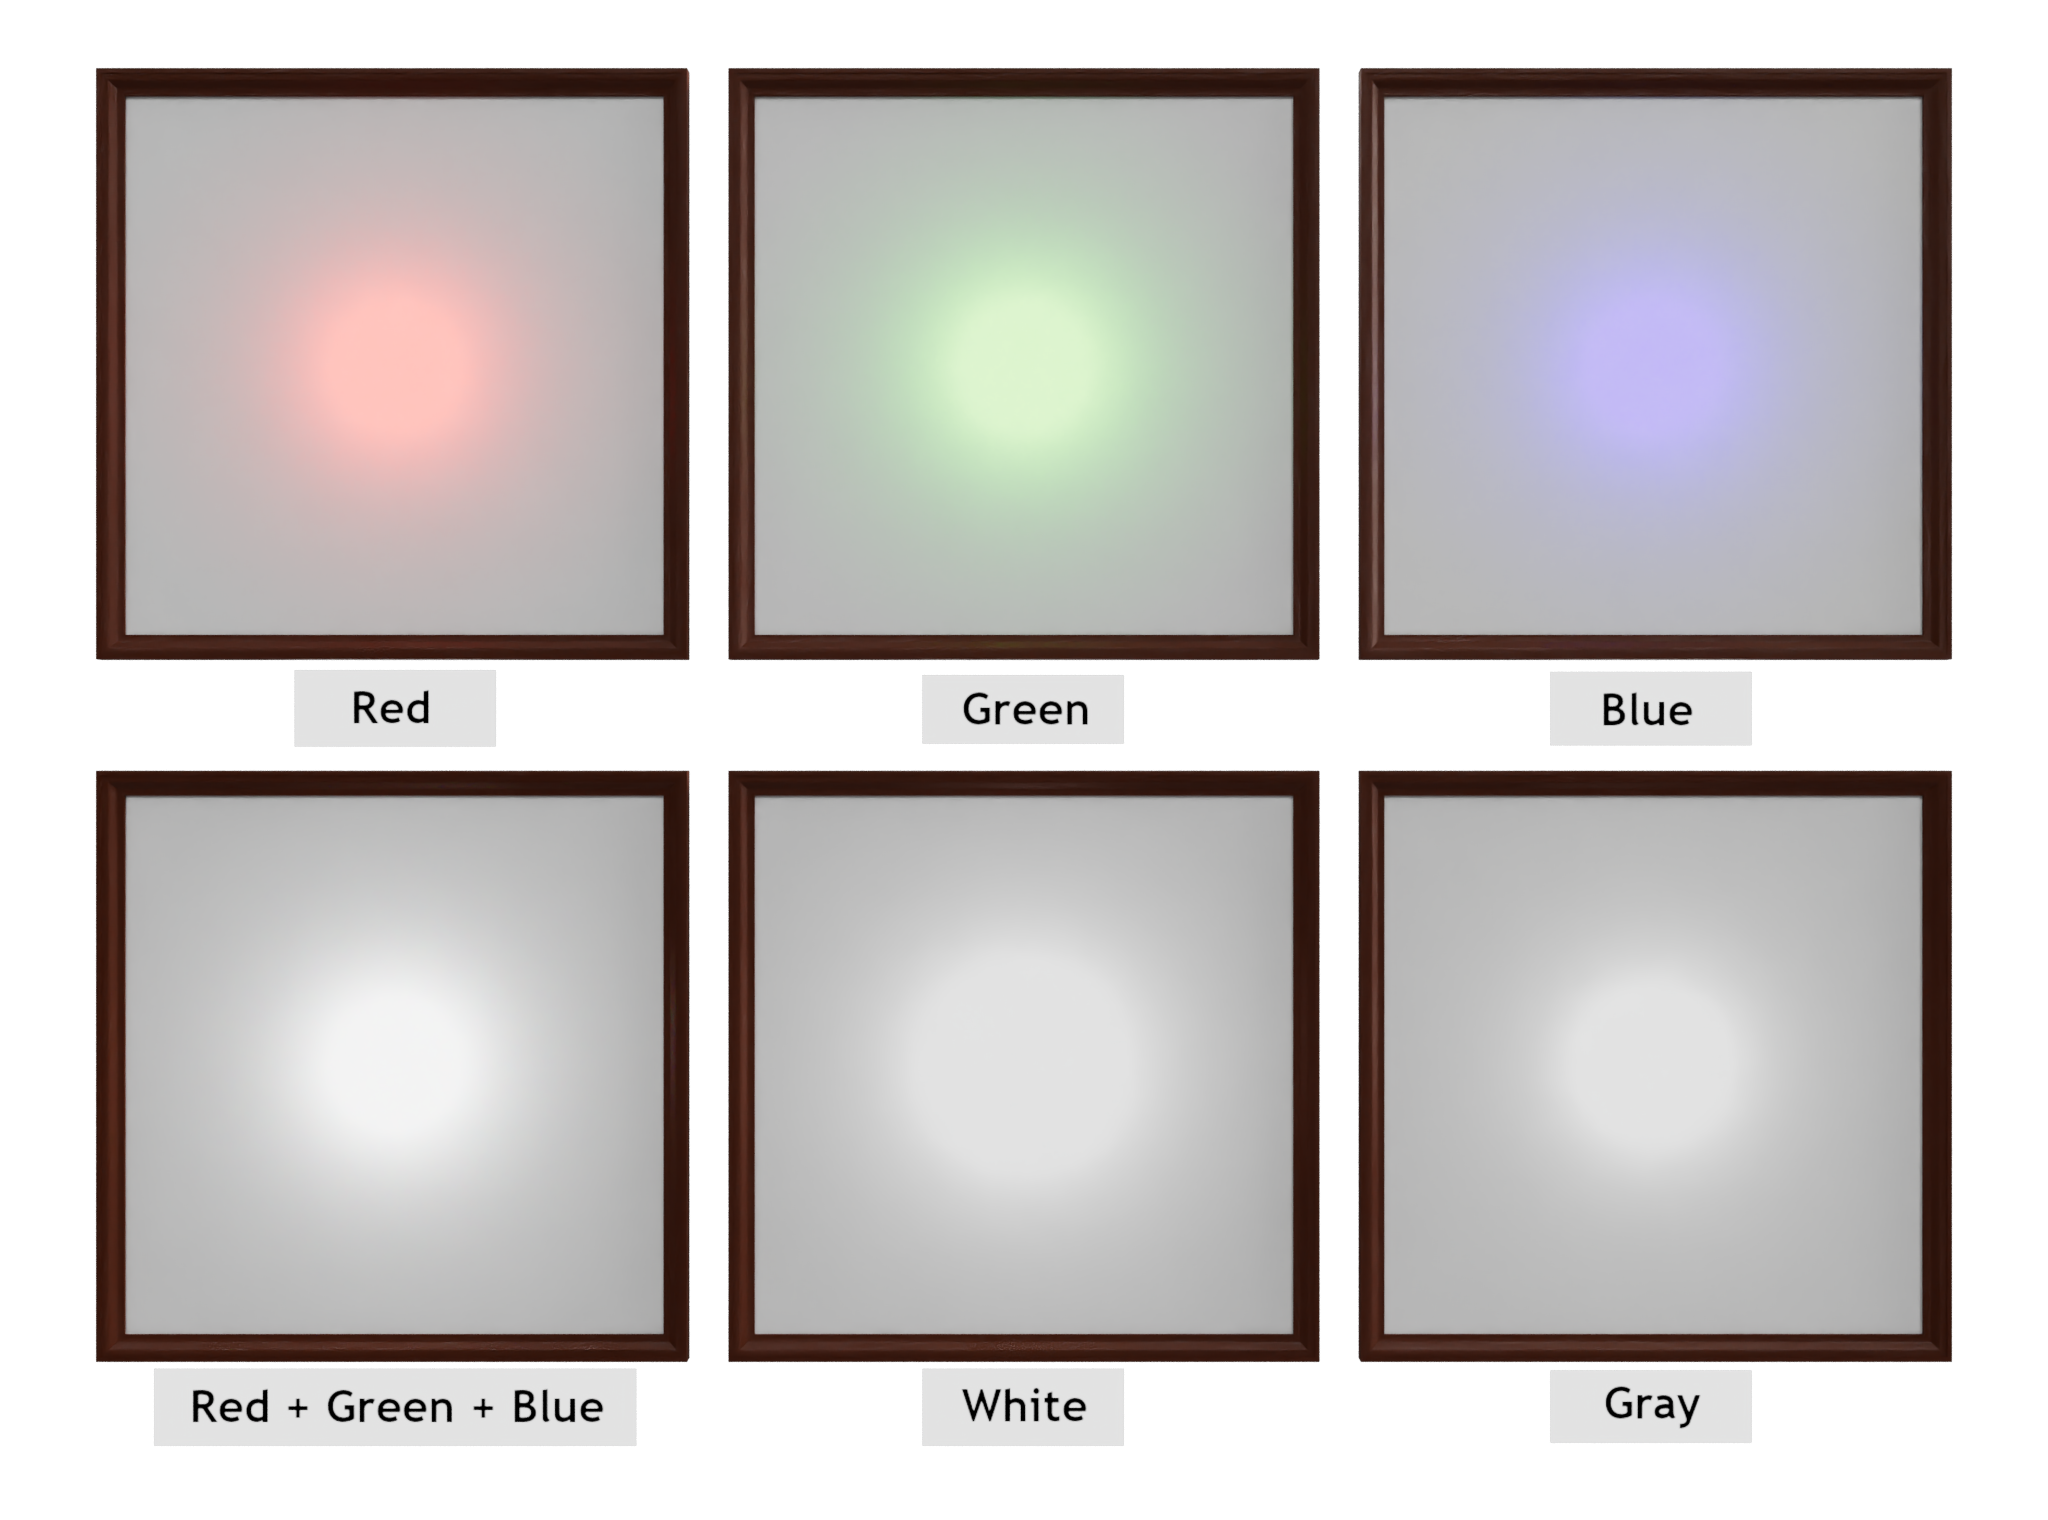 Red
Green
Blue
Red + Green + Blue
White
Gray